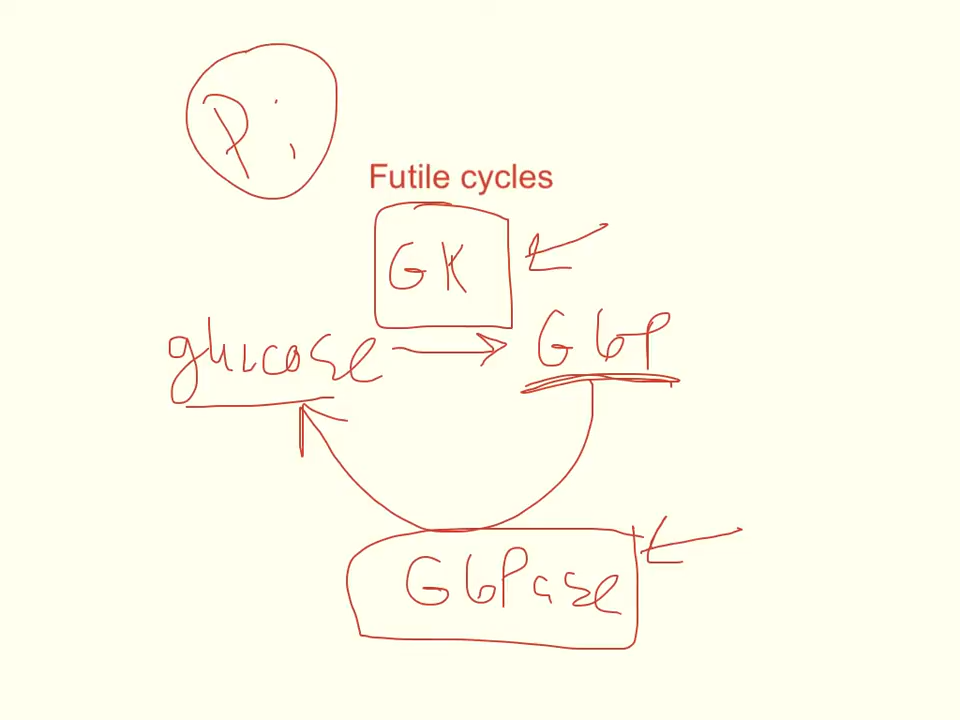 Pi
Futile cycles
GK
glucose → G6P
G6Pase